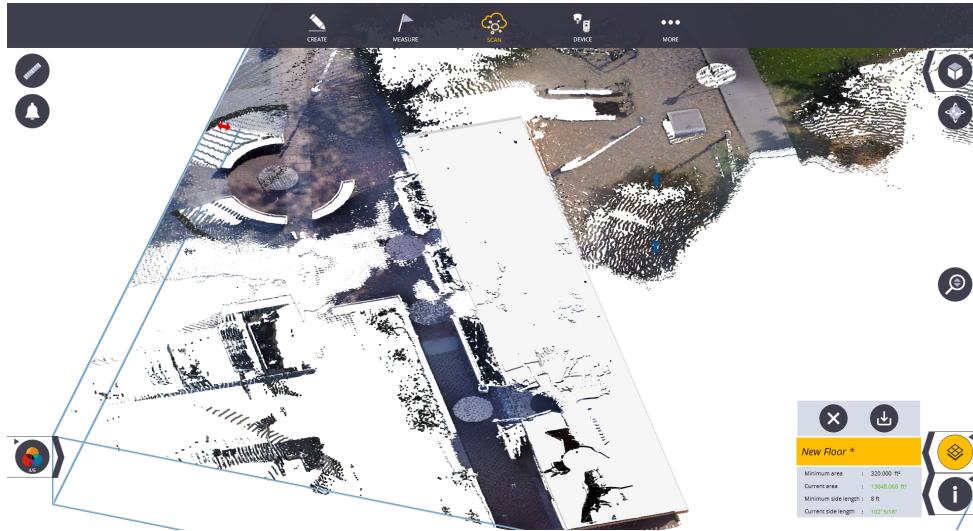 CREATE
MEASURE
SCAN
DEVICE
MORE
New Floor *
Minimum area : 320.000 ft²
Current area : 13048.068 ft²
Minimum side length : 8 ft
Current side length : 102' 5/16"